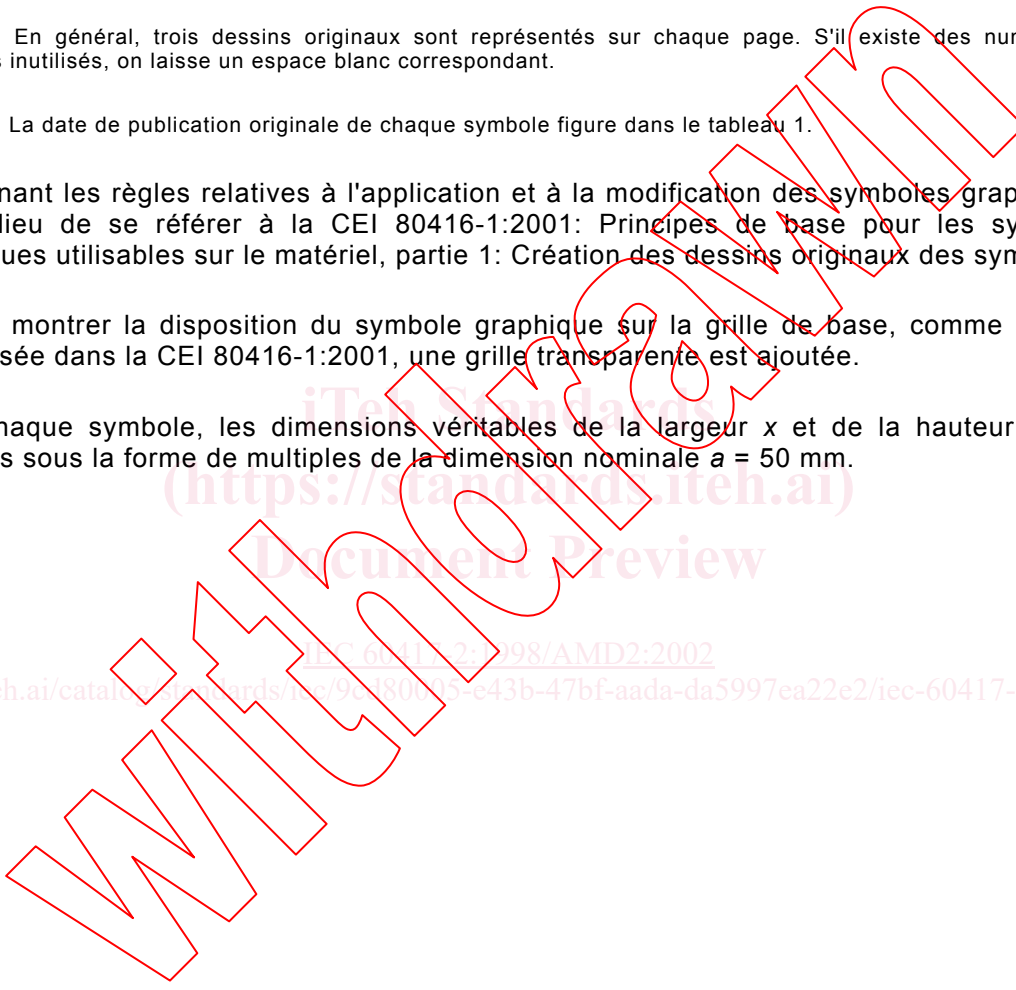 En général, trois dessins originaux sont représentés sur chaque page. S'il existe des nu
inutilisés, on laisse un espace blanc correspondant.
La date de publication originale de chaque symbole figure dans le tableau 1.
nant les règles relatives à l'application et à la modification des symboles grap
lieu de se référer à la CEI 80416-1:2001: Principes de base pour les sy
ues utilisables sur le matériel, partie 1: Création des dessins originaux des sym
montrer la disposition du symbole graphique sur la grille de base, comme
sée dans la CEI 80416-1:2001, une grille transparente est ajoutée.
iTeh Standards
haque symbole, les dimensions véritables de la largeur x et de la hauteur
s sous la forme de multiples de la dimension nominale a = 50 mm.
(https://standards.iteh.ai)
Document Preview
IEC 60417-2:1998/AMD2:2002
h.ai/catalog/standards/iec/9cd80005-e43b-47bf-aada-da5997ea22e2/iec-60417-
withdrawn